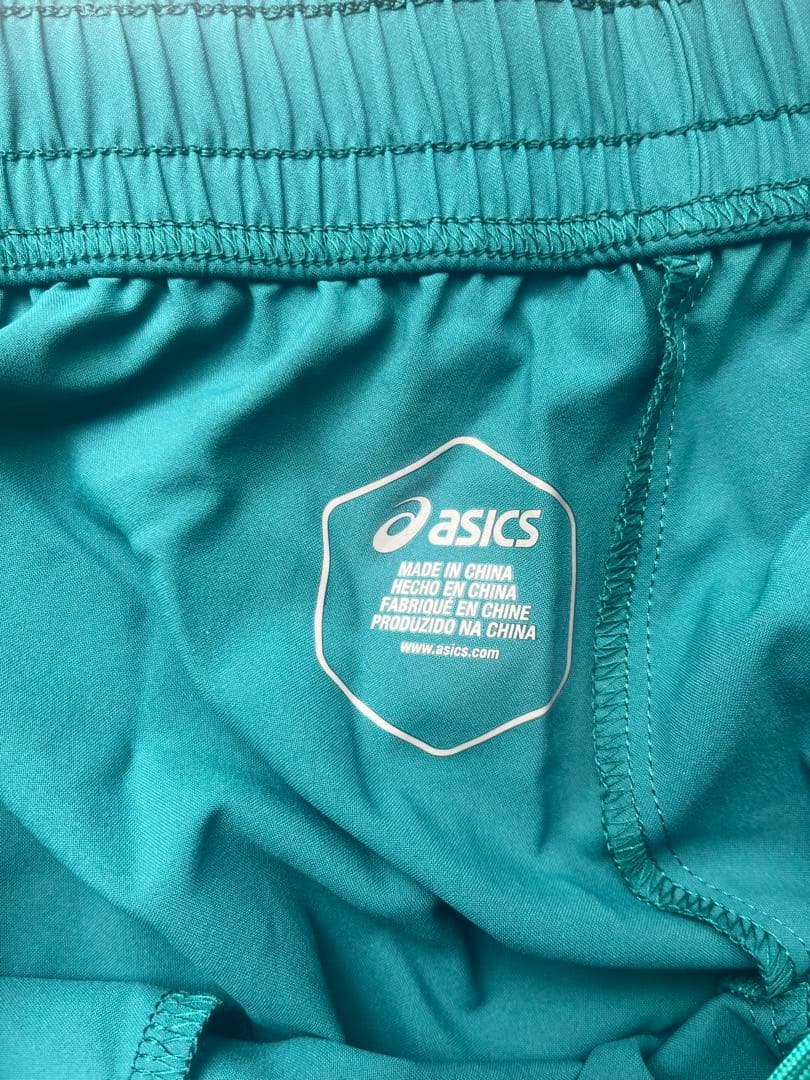 asics
MADE IN CHINA
HECHO EN CHINA
FABRIQUÉ EN CHINE
PRODUZIDO NA CHINA
www.asics.com